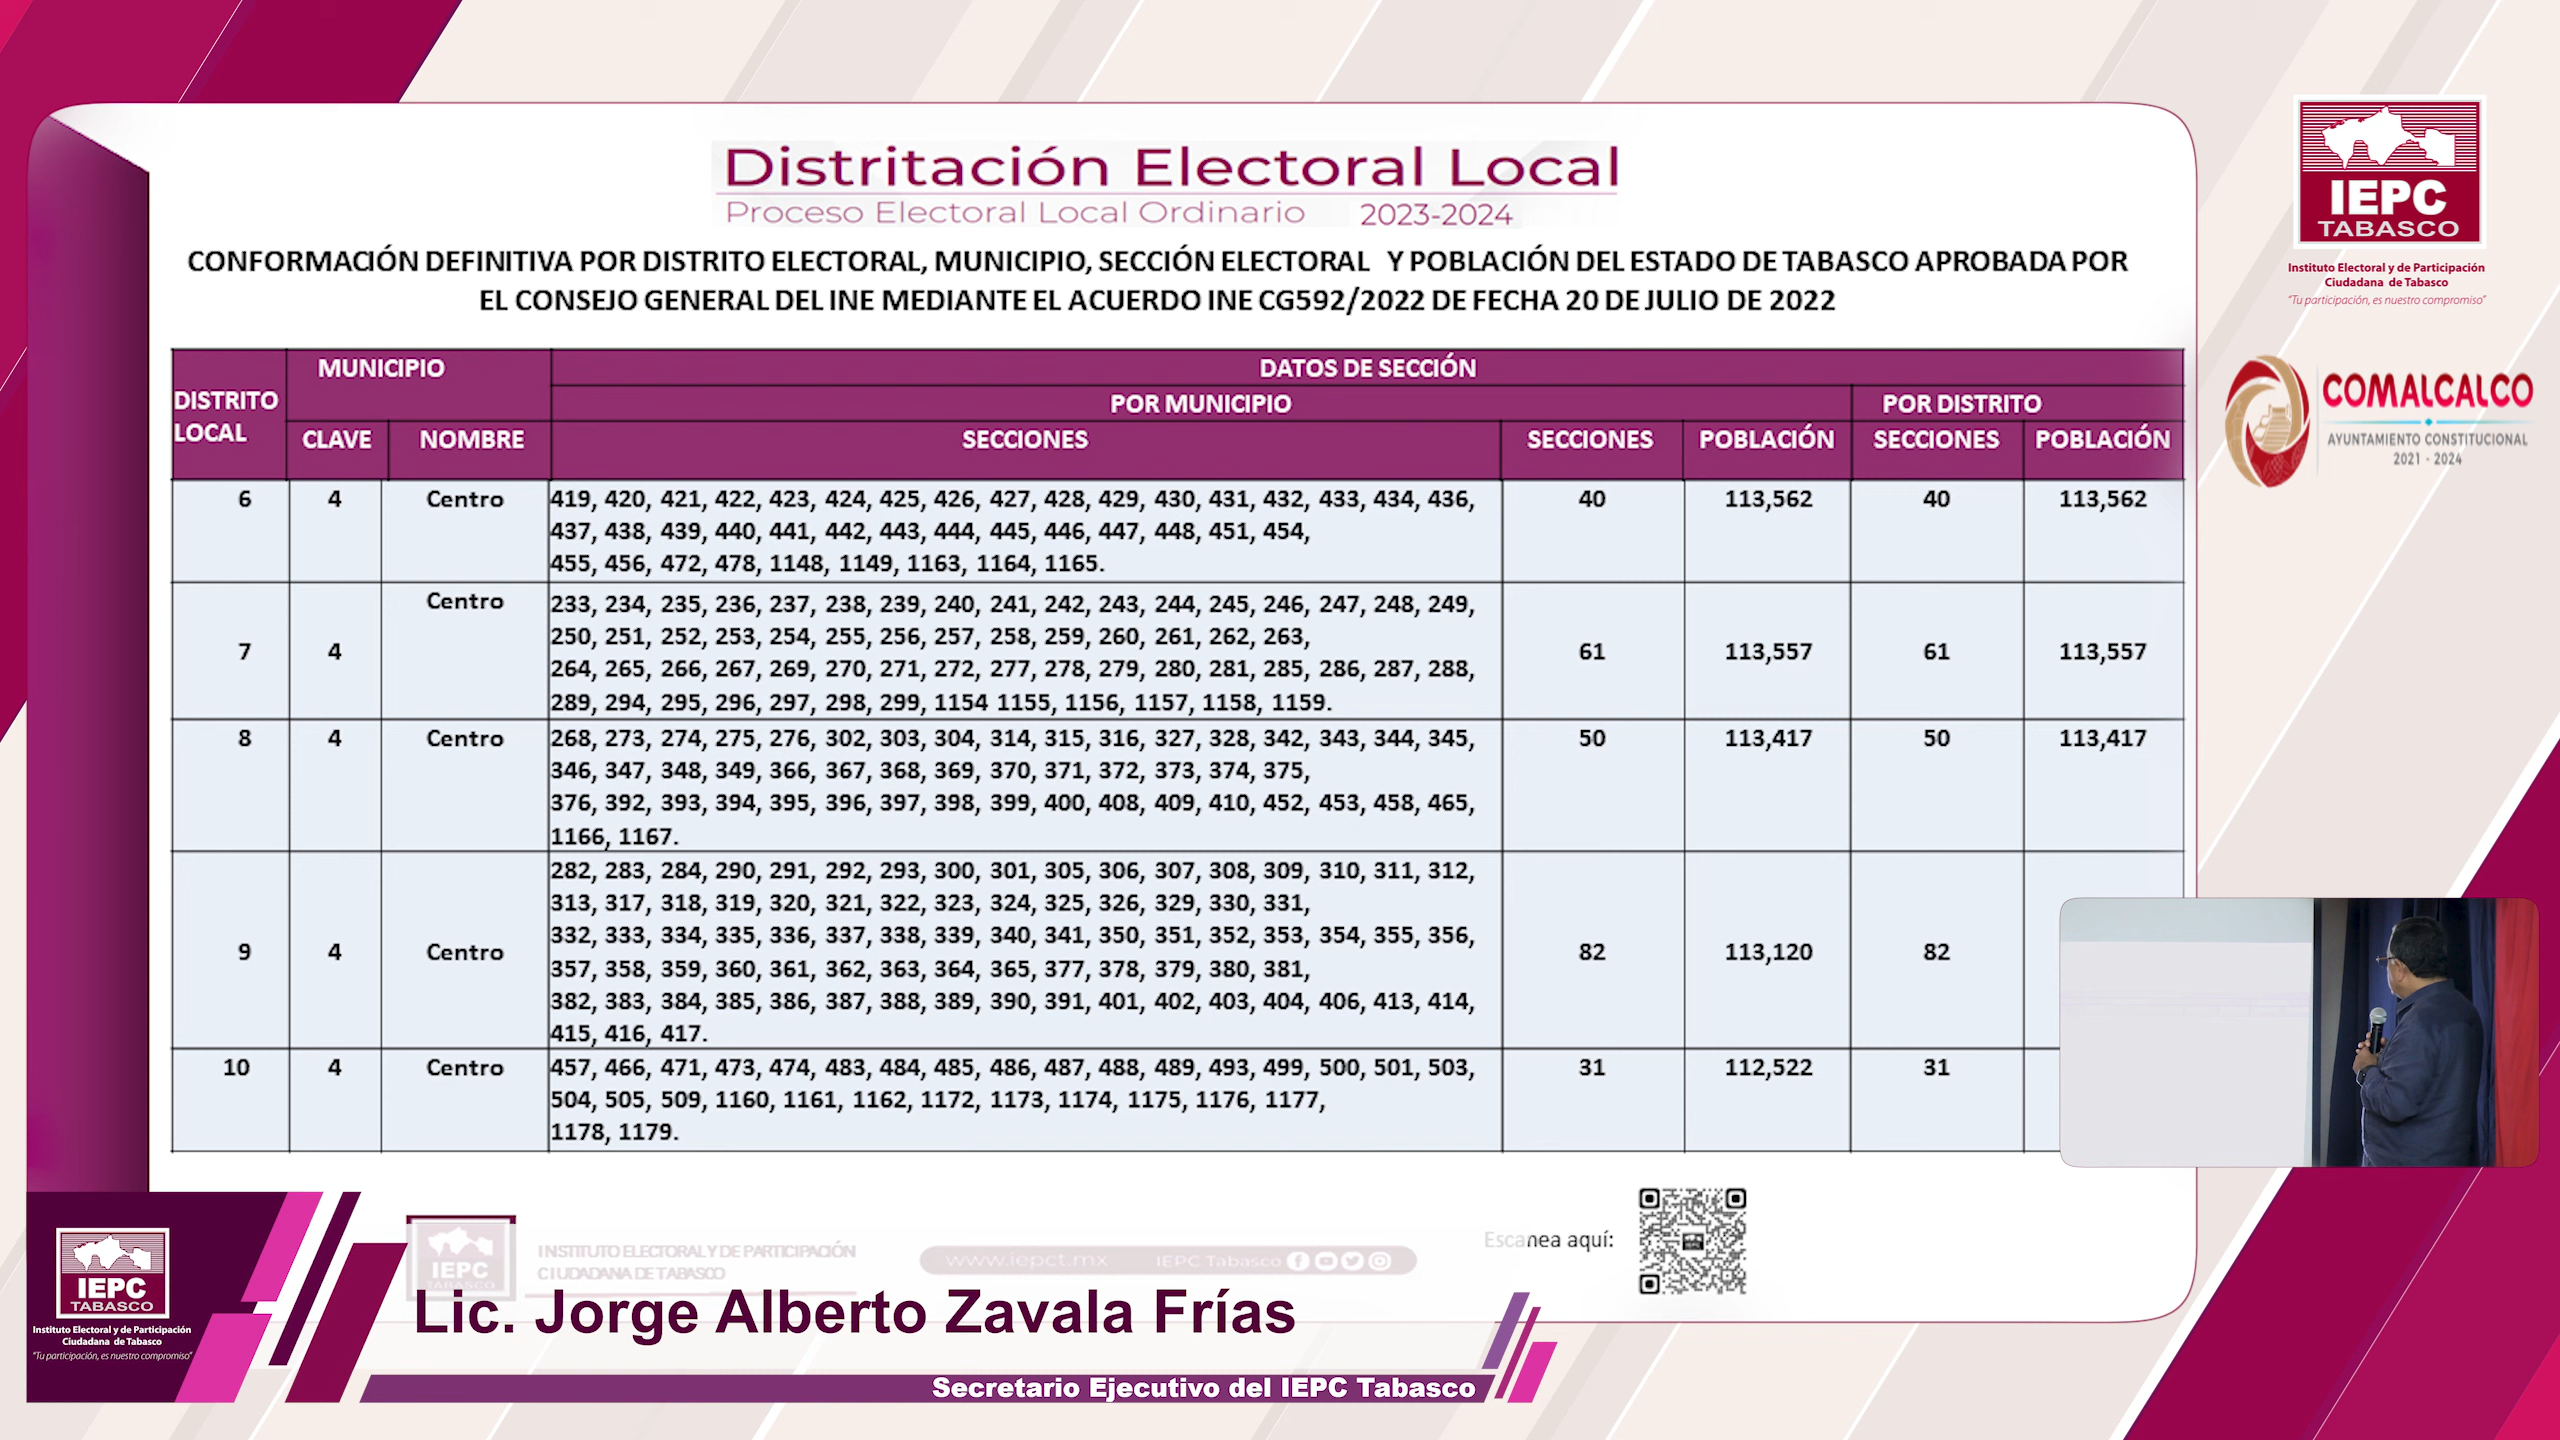 Distritación Electoral Local
Proceso Electoral Local Ordinario 2023-2024
CONFORMACIÓN DEFINITIVA POR DISTRITO ELECTORAL, MUNICIPIO, SECCIÓN ELECTORAL Y POBLACIÓN DEL ESTADO DE TABASCO APROBADA POR
EL CONSEJO GENERAL DEL INE MEDIANTE EL ACUERDO INE CG592/2022 DE FECHA 20 DE JULIO DE 2022
DISTRITO LOCAL
MUNICIPIO
DATOS DE SECCIÓN
POR MUNICIPIO
POR DISTRITO
CLAVE
NOMBRE
SECCIONES
SECCIONES
POBLACIÓN
SECCIONES
POBLACIÓN
6 4 Centro 419, 420, 421, 422, 423, 424, 425, 426, 427, 428, 429, 430, 431, 432, 433, 434, 436, 40 113,562 40 113,562
437, 438, 439, 440, 441, 442, 443, 444, 445, 446, 447, 448, 451, 454,
455, 456, 472, 478, 1148, 1149, 1163, 1164, 1165.
Centro 233, 234, 235, 236, 237, 238, 239, 240, 241, 242, 243, 244, 245, 246, 247, 248, 249,
250, 251, 252, 253, 254, 255, 256, 257, 258, 259, 260, 261, 262, 263,
7 4 61 113,557 61 113,557
264, 265, 266, 267, 269, 270, 271, 272, 277, 278, 279, 280, 281, 285, 286, 287, 288,
289, 294, 295, 296, 297, 298, 299, 1154 1155, 1156, 1157, 1158, 1159.
8 4 Centro 268, 273, 274, 275, 276, 302, 303, 304, 314, 315, 316, 327, 328, 342, 343, 344, 345, 50 113,417 50 113,417
346, 347, 348, 349, 366, 367, 368, 369, 370, 371, 372, 373, 374, 375,
376, 392, 393, 394, 395, 396, 397, 398, 399, 400, 408, 409, 410, 452, 453, 458, 465,
1166, 1167.
282, 283, 284, 290, 291, 292, 293, 300, 301, 305, 306, 307, 308, 309, 310, 311, 312,
313, 317, 318, 319, 320, 321, 322, 323, 324, 325, 326, 329, 330, 331,
332, 333, 334, 335, 336, 337, 338, 339, 340, 341, 350, 351, 352, 353, 354, 355, 356,
9 4 Centro 82 113,120 82
357, 358, 359, 360, 361, 362, 363, 364, 365, 377, 378, 379, 380, 381,
382, 383, 384, 385, 386, 387, 388, 389, 390, 391, 401, 402, 403, 404, 406, 413, 414,
415, 416, 417.
10 4 Centro 457, 466, 471, 473, 474, 483, 484, 485, 486, 487, 488, 489, 493, 499, 500, 501, 503, 31 112,522 31
504, 505, 509, 1160, 1161, 1162, 1172, 1173, 1174, 1175, 1176, 1177,
1178, 1179.
IEPC
TABASCO
Instituto Electoral y de Participación
Ciudadana de Tabasco
"Tu participación, es nuestro compromiso"
COMALCALCO
AYUNTAMIENTO CONSTITUCIONAL
2021 - 2024
IEPC
TABASCO
INSTITUTO ELECTORAL Y DE PARTICIPACIÓN
CIUDADANA DE TABASCO
www.iepct.mx IEPC Tabasco
Escanea aquí:
IEPC
TABASCO
Instituto Electoral y de Participación
Ciudadana de Tabasco
"Tu participación, es nuestro compromiso"
Lic. Jorge Alberto Zavala Frías
Secretario Ejecutivo del IEPC Tabasco